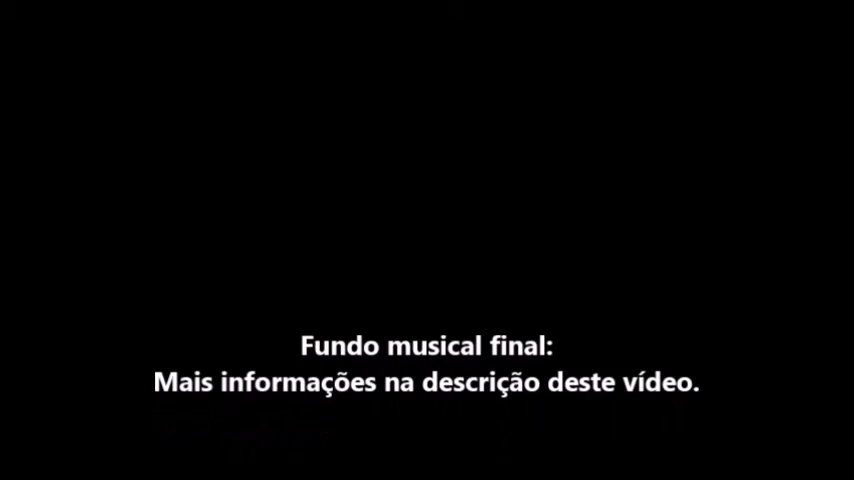 Fundo musical final:
Mais informações na descrição deste vídeo.